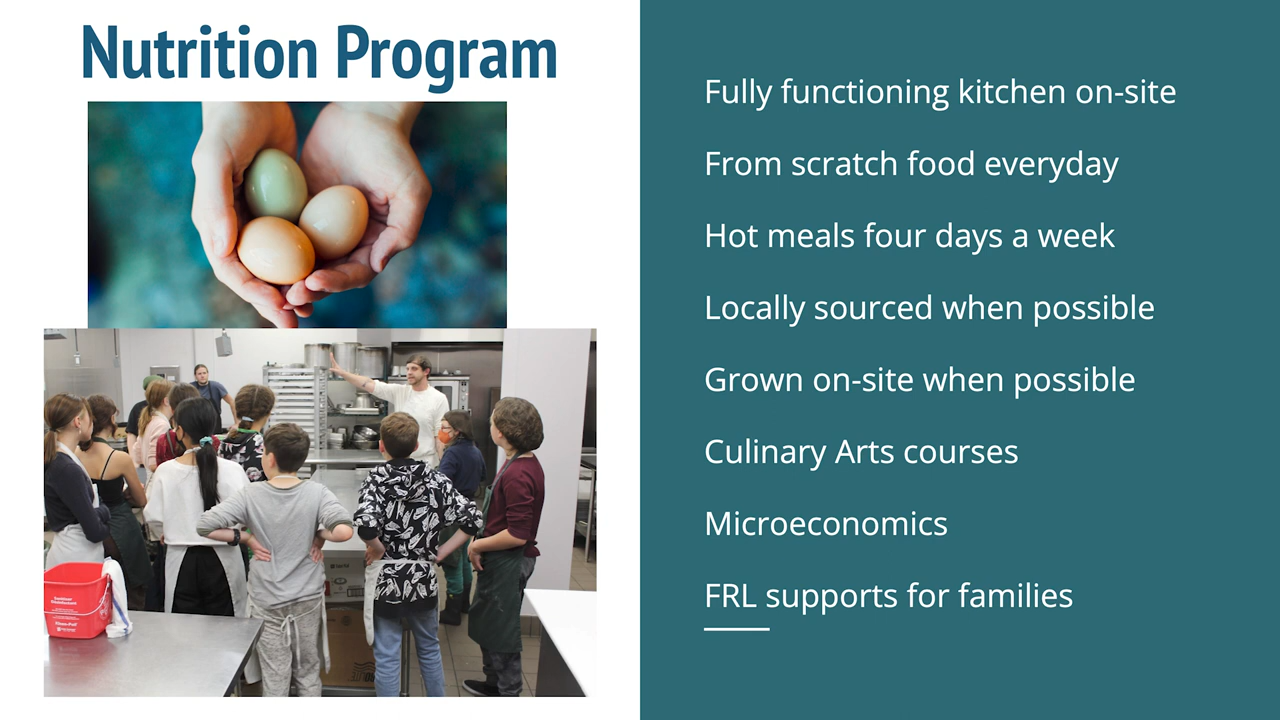 Nutrition Program
Fully functioning kitchen on-site
From scratch food everyday
Hot meals four days a week
Locally sourced when possible
Grown on-site when possible
Culinary Arts courses
Microeconomics
FRL supports for families